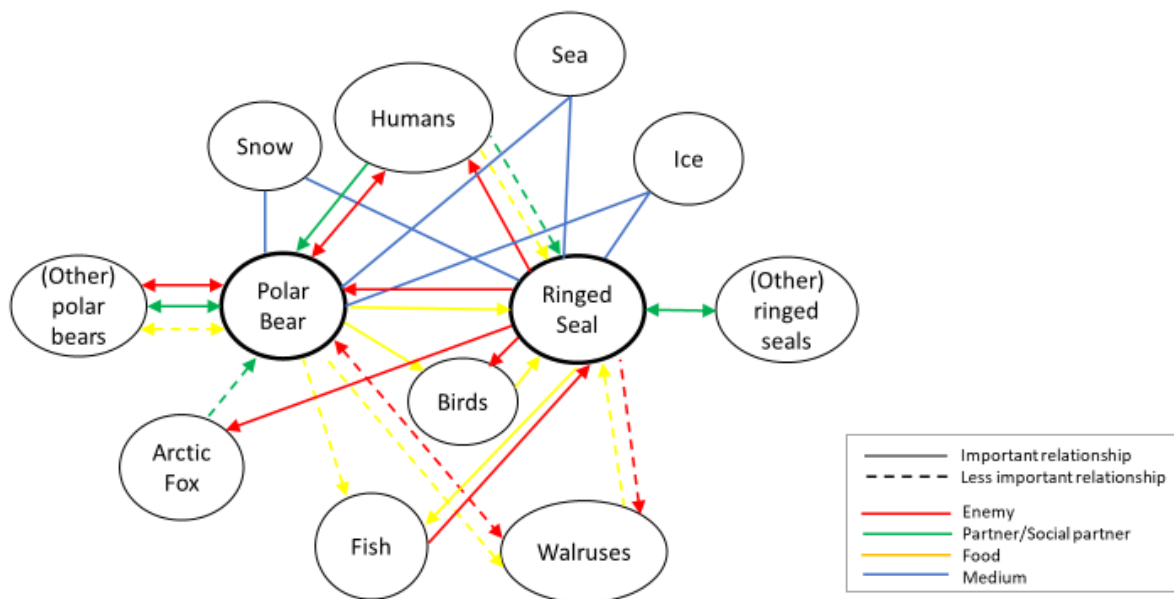 Sea
Humans
Snow
Ice
(Other)
polar
bears
Polar
Bear
Ringed
Seal
(Other)
ringed
seals
Birds
Arctic
Fox
Fish
Walruses
Important relationship
Less important relationship
Enemy
Partner/Social partner
Food
Medium